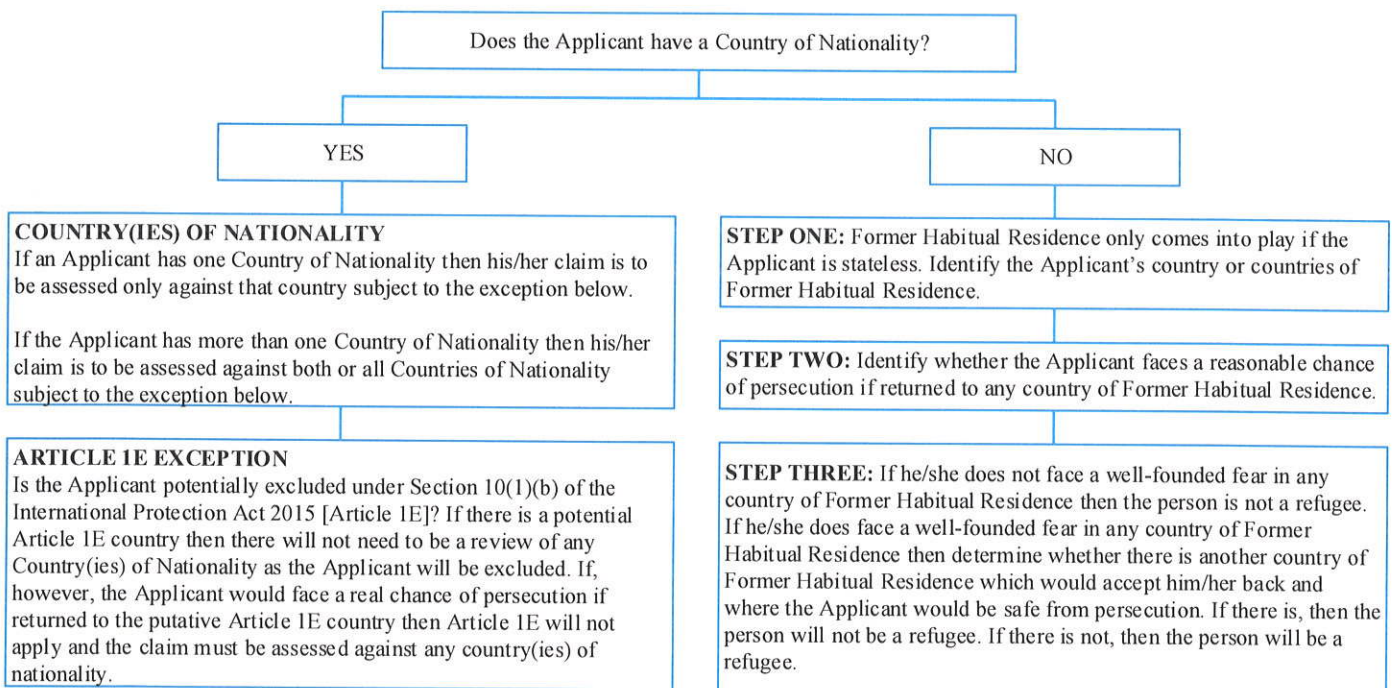 Does the Applicant have a Country of Nationality?
YES
NO
COUNTRY(IES) OF NATIONALITY
If an Applicant has one Country of Nationality then his/her claim is to
be assessed only against that country subject to the exception below.
If the Applicant has more than one Country of Nationality then his/her
claim is to be assessed against both or all Countries of Nationality
subject to the exception below.
ARTICLE 1E EXCEPTION
Is the Applicant potentially excluded under Section 10(1)(b) of the
International Protection Act 2015 [Article 1E]? If there is a potential
Article 1E country then there will not need to be a review of any
Country(ies) of Nationality as the Applicant will be excluded. If,
however, the Applicant would face a real chance of persecution if
returned to the putative Article 1E country then Article 1E will not
apply and the claim must be assessed against any country(ies) of
nationality.
STEP ONE: Former Habitual Residence only comes into play if the
Applicant is stateless. Identify the Applicant's country or countries of
Former Habitual Residence.
STEP TWO: Identify whether the Applicant faces a reasonable chance
of persecution if returned to any country of Former Habitual Residence.
STEP THREE: If he/she does not face a well-founded fear in any
country of Former Habitual Residence then the person is not a refugee.
If he/she does face a well-founded fear in any country of Former
Habitual Residence then determine whether there is another country of
Former Habitual Residence which would accept him/her back and
where the Applicant would be safe from persecution. If there is, then the
person will not be a refugee. If there is not, then the person will be a
refugee.